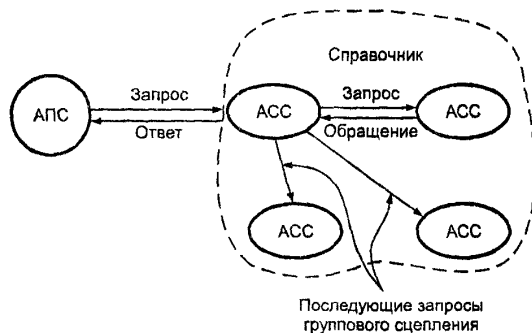 Справочник
Запрос
Запрос
АПС
АСС
АСС
Ответ
Обращение
АСС
АСС
Последующие запросы
группового сцепления